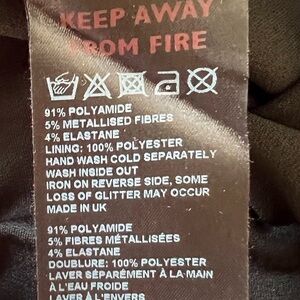 KEEP AWAY
FROM FIRE
91% POLYAMIDE
5% METALLISED FIBRES
4% ELASTANE
LINING: 100% POLYESTER
HAND WASH COLD SEPARATELY
WASH INSIDE OUT
IRON ON REVERSE SIDE, SOME
LOSS OF GLITTER MAY OCCUR
MADE IN UK
91% POLYAMIDE
5% FIBRES MÉTALLISÉES
4% ELASTANE
DOUBLURE: 100% POLYESTER
LAVER SÉPARÉMENT À LA MAIN
À L'EAU FROIDE
LAVER À L'ENVERS